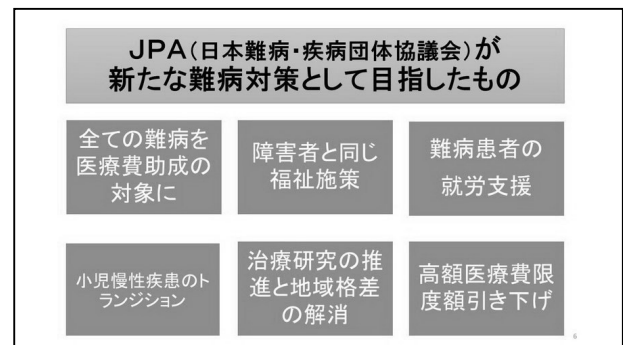 JPA(日本難病・疾病団体協議会)が
新たな難病対策として目指したもの
全ての難病を
医療費助成の
対象に
障害者と同じ
福祉施策
難病患者の
就労支援
小児慢性疾患のト
ランジション
治療研究の推
進と地域格差
の解消
高額医療費限
度額引き下げ
6